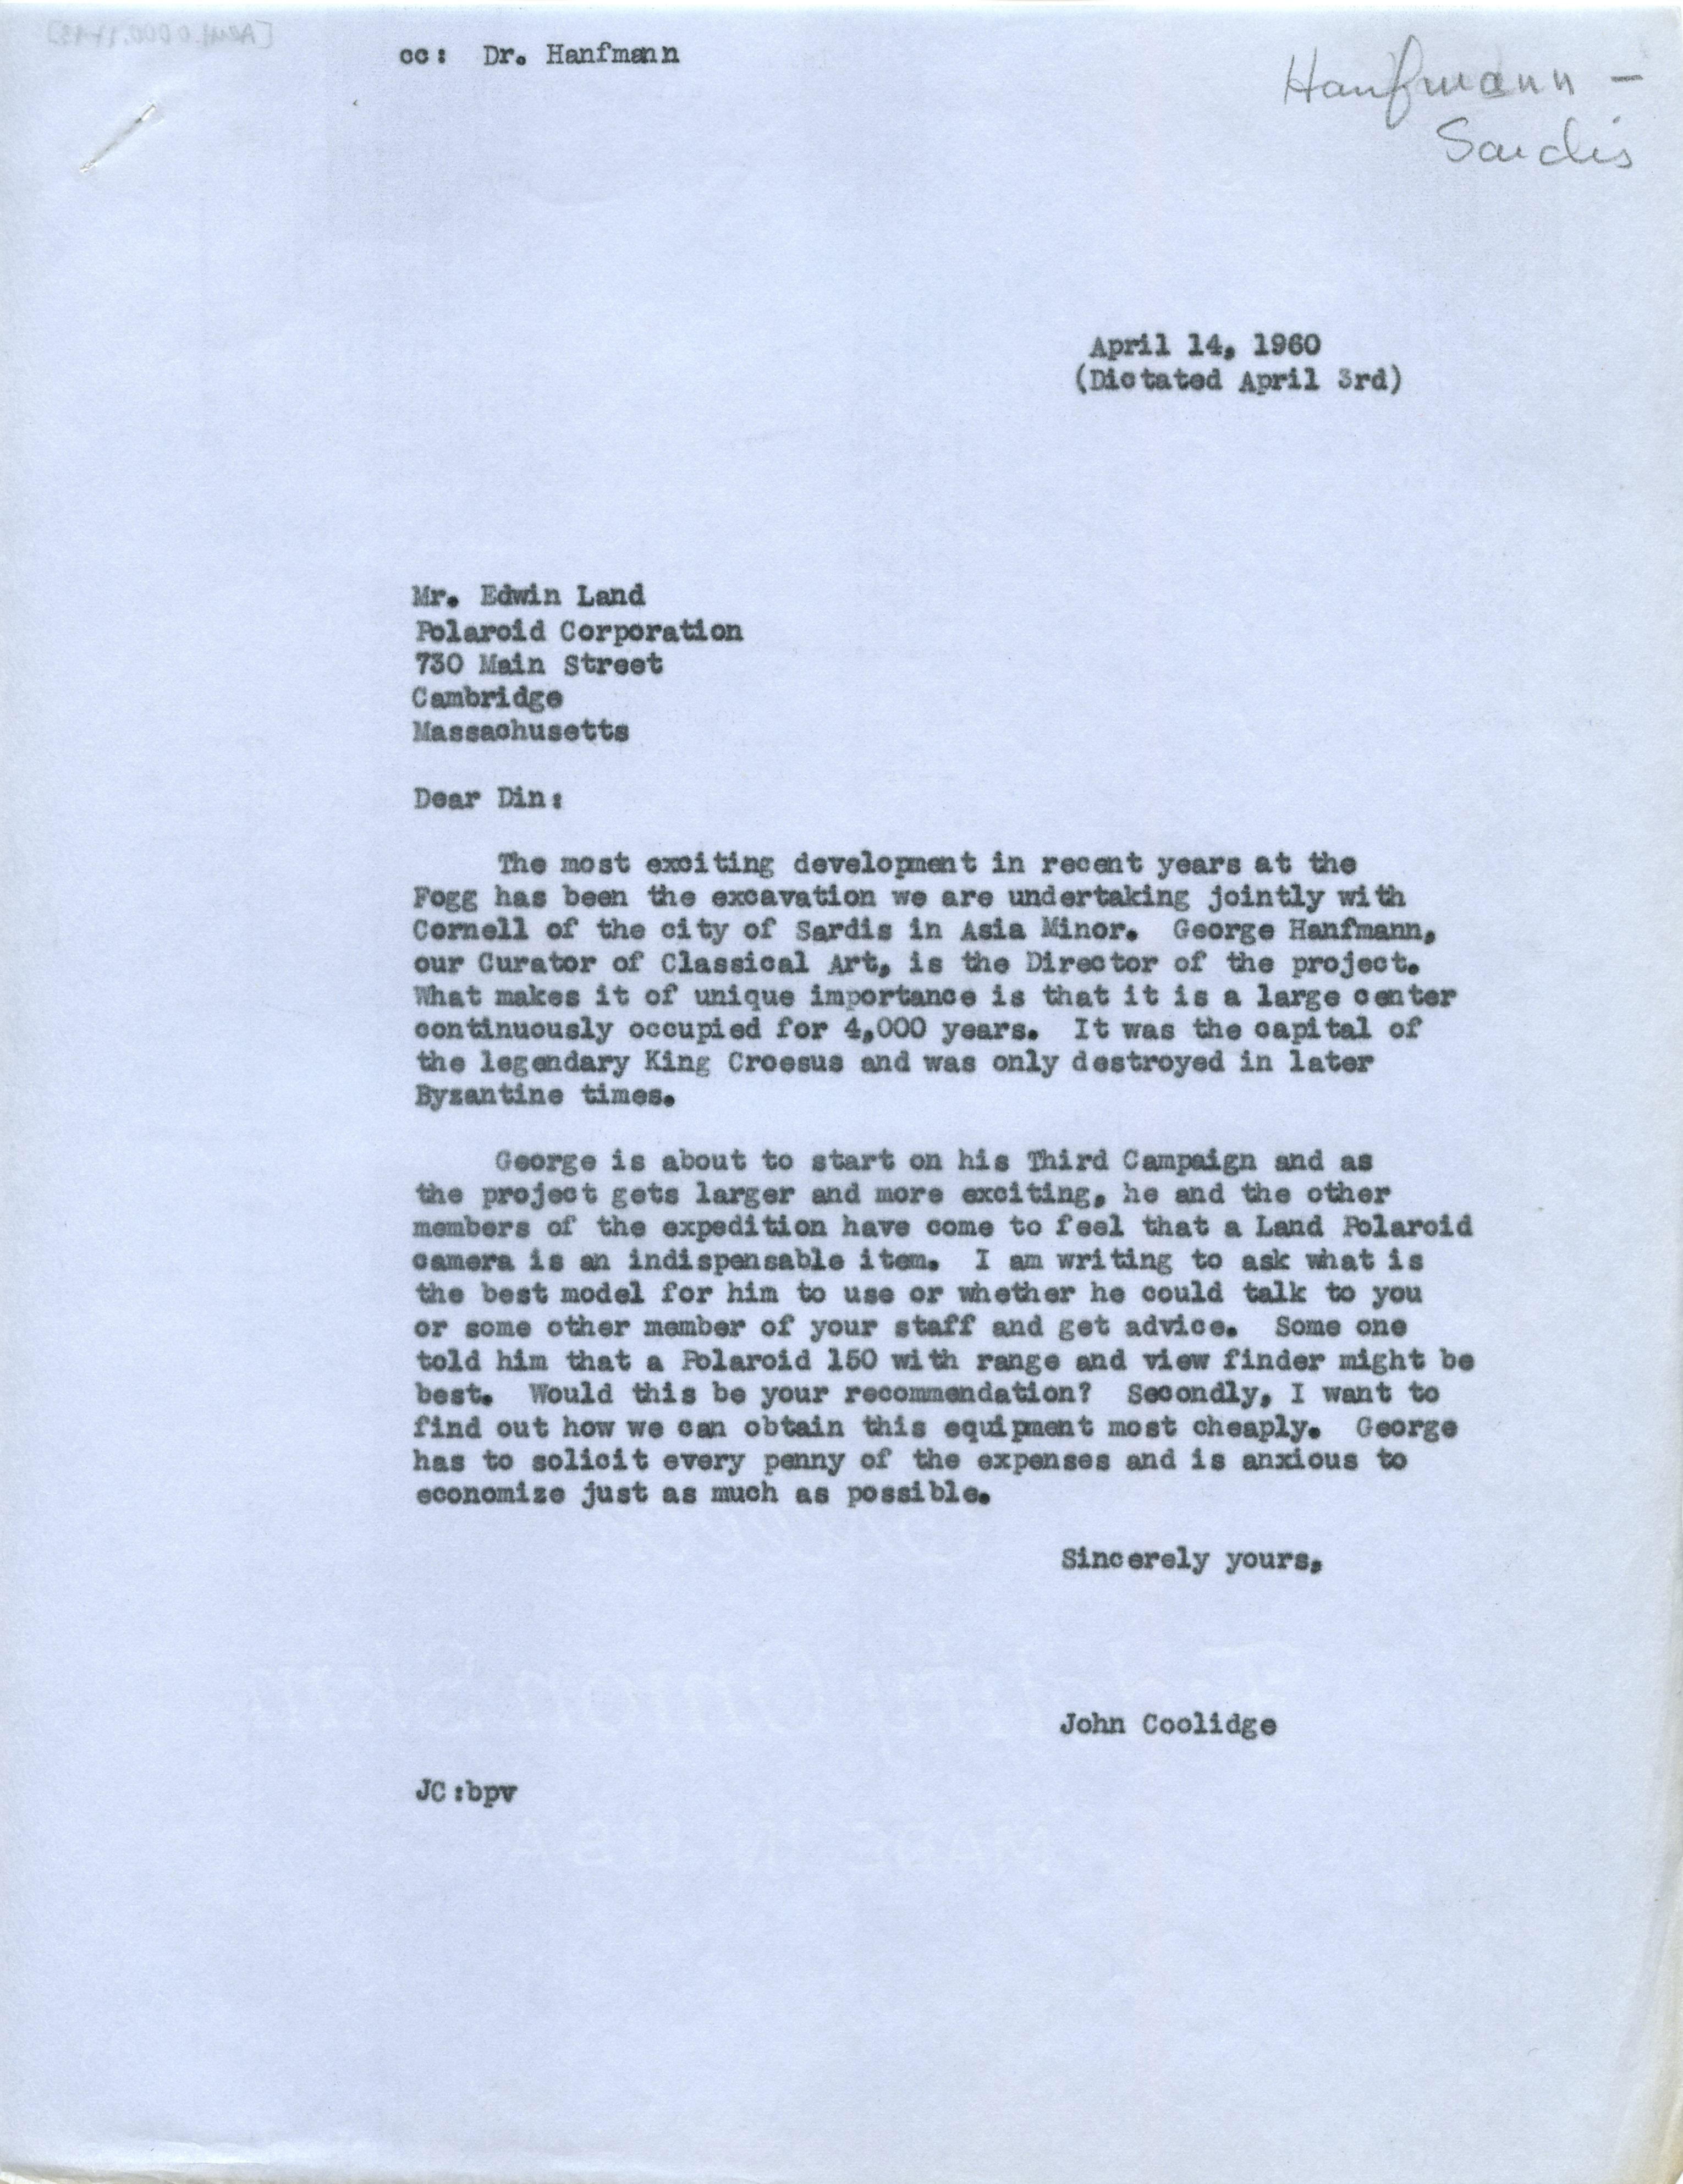 cc: Dr. Hanfmann
Hanfmann -
Sardis
April 14, 1960
(Dictated April 3rd)
Mr. Edwin Land
Polaroid Corporation
730 Main Street
Cambridge
Massachusetts
Dear Din:
The most exciting development in recent years at the
Fogg has been the excavation we are undertaking jointly with
Cornell of the city of Sardis in Asia Minor. George Hanfmann,
our Curator of Classical Art, is the Director of the project.
What makes it of unique importance is that it is a large center
continuously occupied for 4,000 years. It was the capital of
the legendary King Croesus and was only destroyed in later
Byzantine times.
George is about to start on his Third Campaign and as
the project gets larger and more exciting, he and the other
members of the expedition have come to feel that a Land Polaroid
camera is an indispensable item. I am writing to ask what is
the best model for him to use or whether he could talk to you
or some other member of your staff and get advice. Some one
told him that a Polaroid 150 with range and view finder might be
best. Would this be your recommendation? Secondly, I want to
find out how we can obtain this equipment most cheaply. George
has to solicit every penny of the expenses and is anxious to
economize just as much as possible.
Sincerely yours,
Onion Skin
John Coolidge
JC:bpv
MADE IN USA